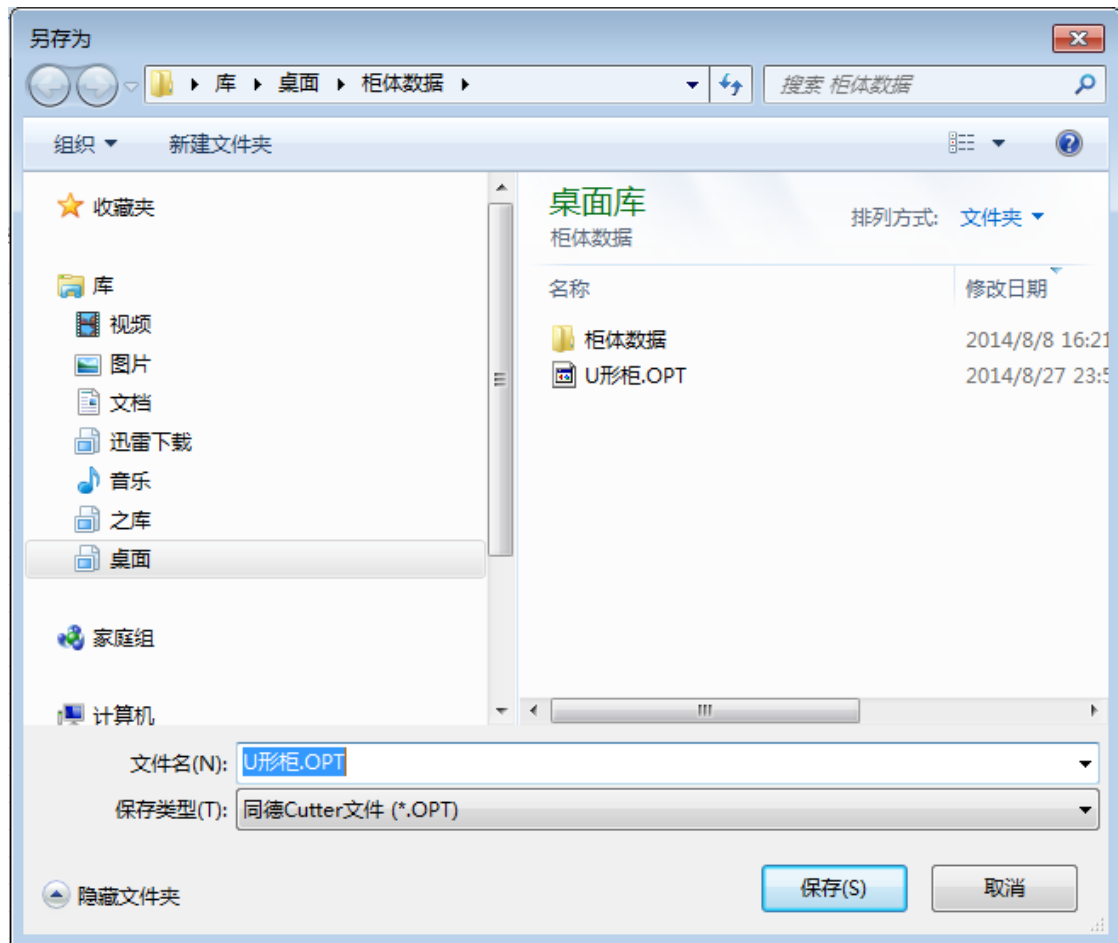 另存为
库 桌面 柜体数据
搜索 柜体数据
组织 新建文件夹
收藏夹
库
视频
图片
文档
迅雷下载
音乐
之库
桌面
家庭组
计算机
桌面库
柜体数据
排列方式: 文件夹
名称 修改日期
柜体数据 2014/8/8 16:21
U形柜.OPT 2014/8/27 23:5
文件名(N): U形柜.OPT
保存类型(T): 同德Cutter文件 (*.OPT)
隐藏文件夹
保存(S) 取消